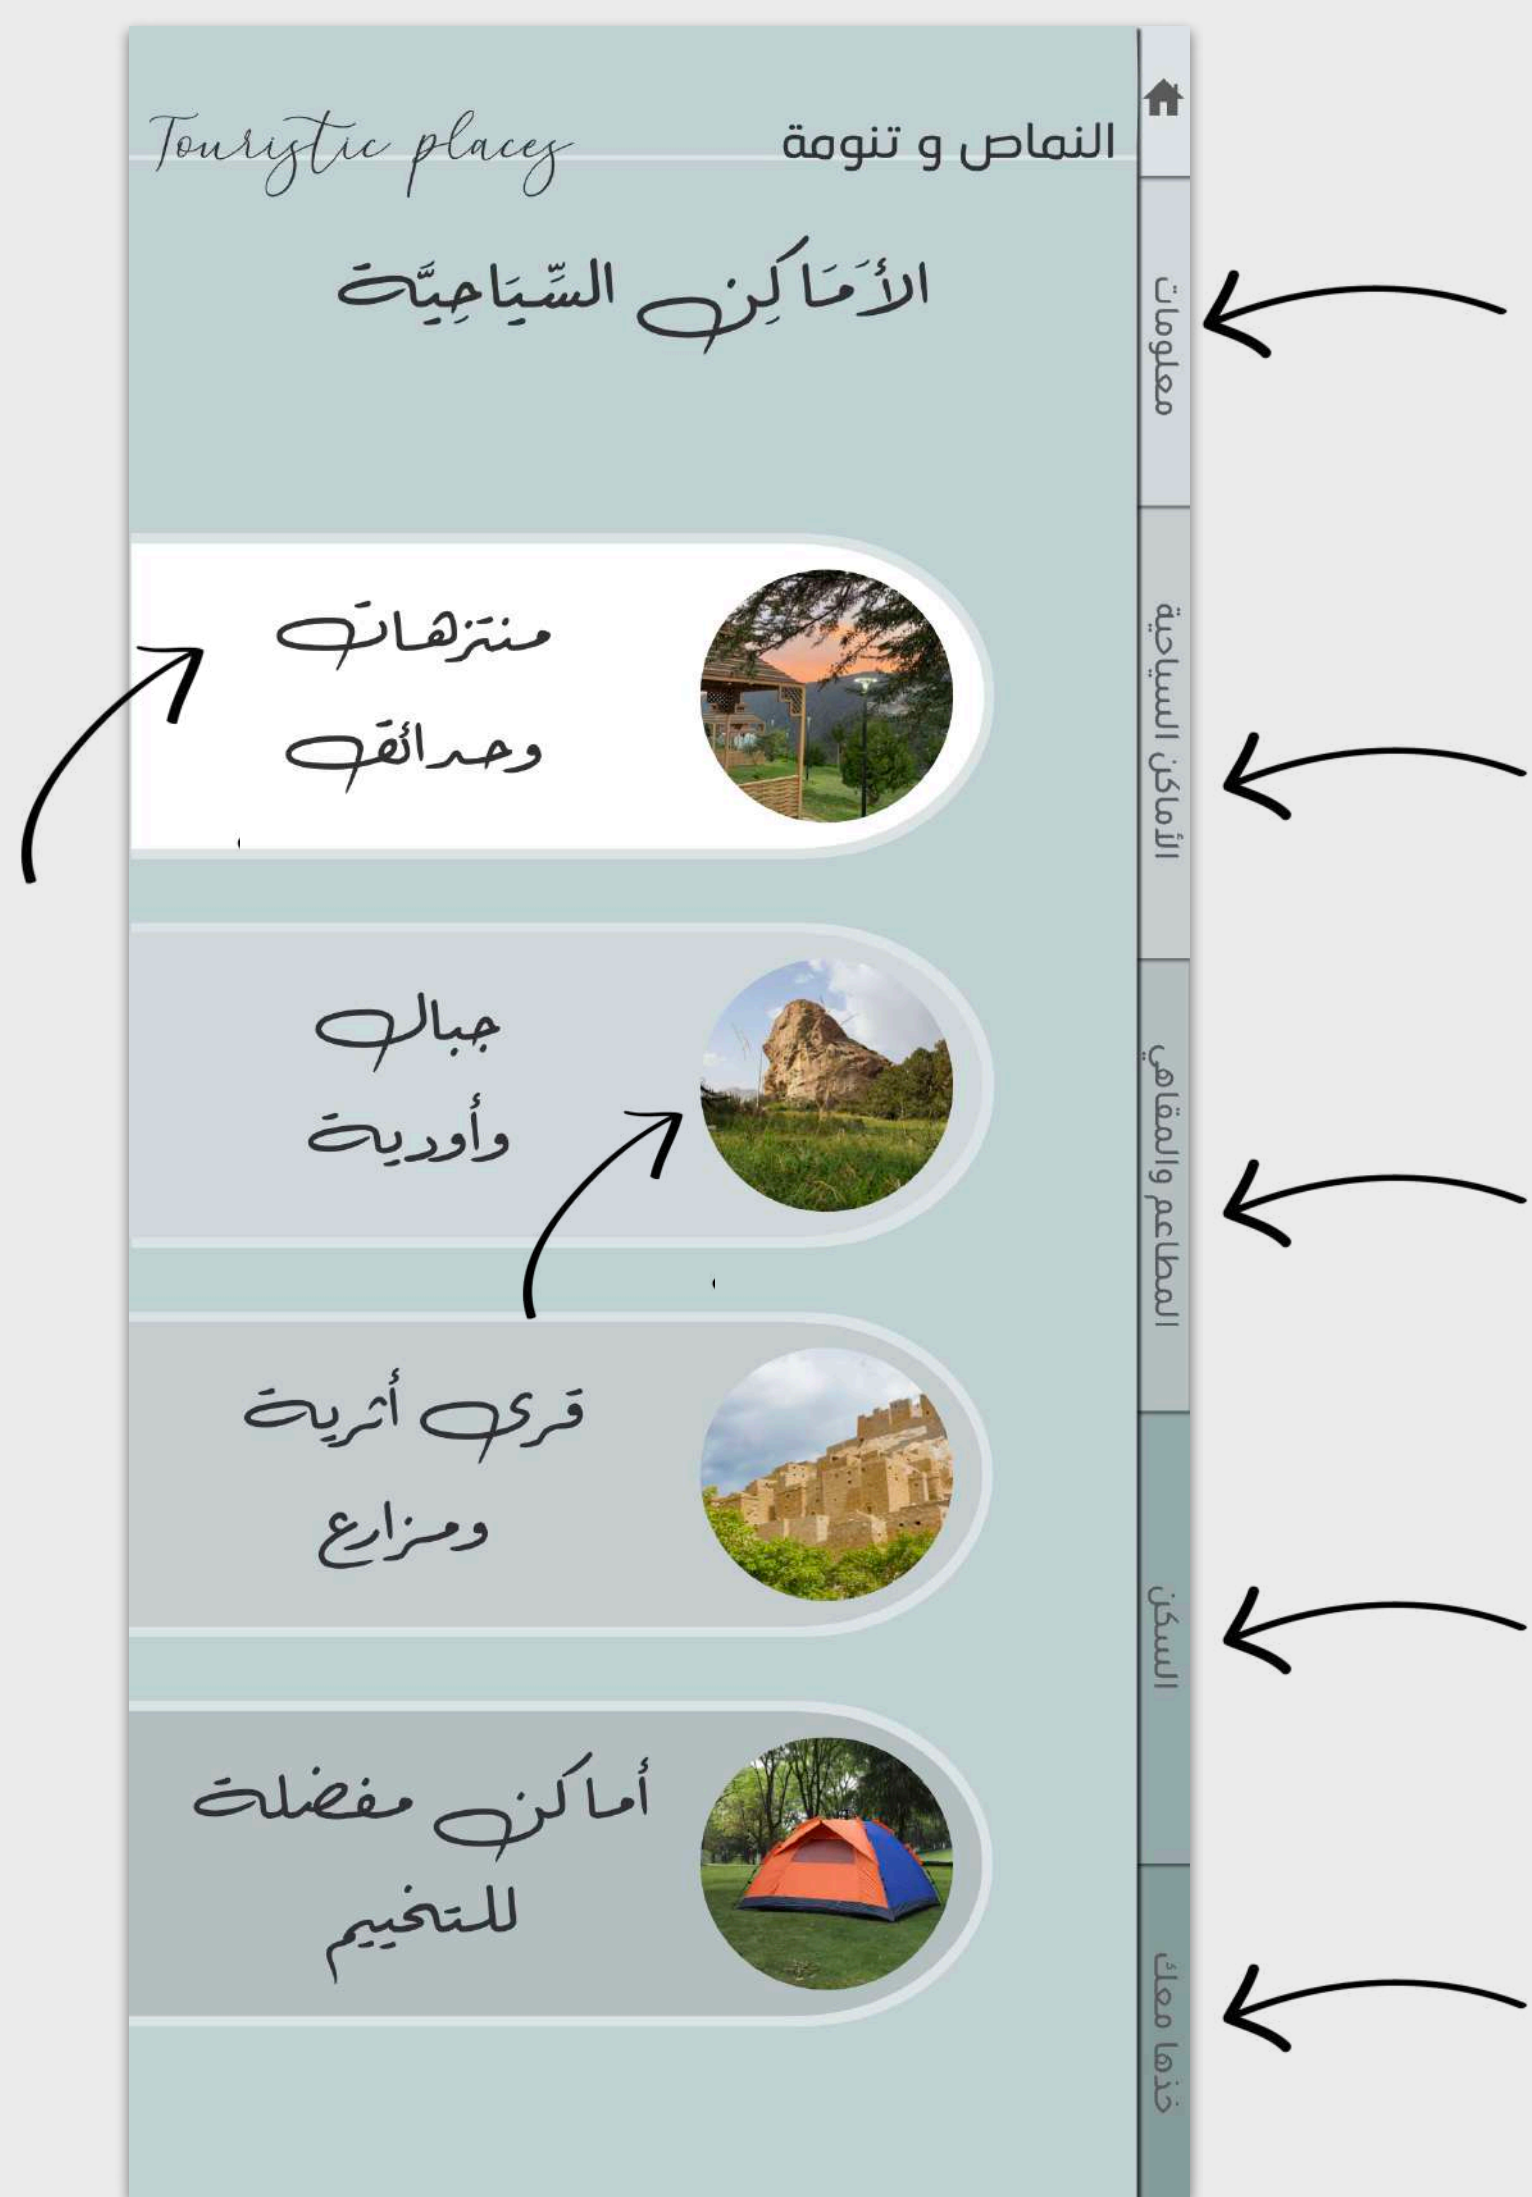 النماص و تنومة
Touristic places
الأَمَاكِن السِّيَاحِيَّة
منتزهات
وحدائق
جبال
وأودية
قرى أثرية
ومزارع
أماكن مفضلة
للتخييم
معلومات
الأماكن السياحية
المطاعم والمقاهي
السكن
خذها معك